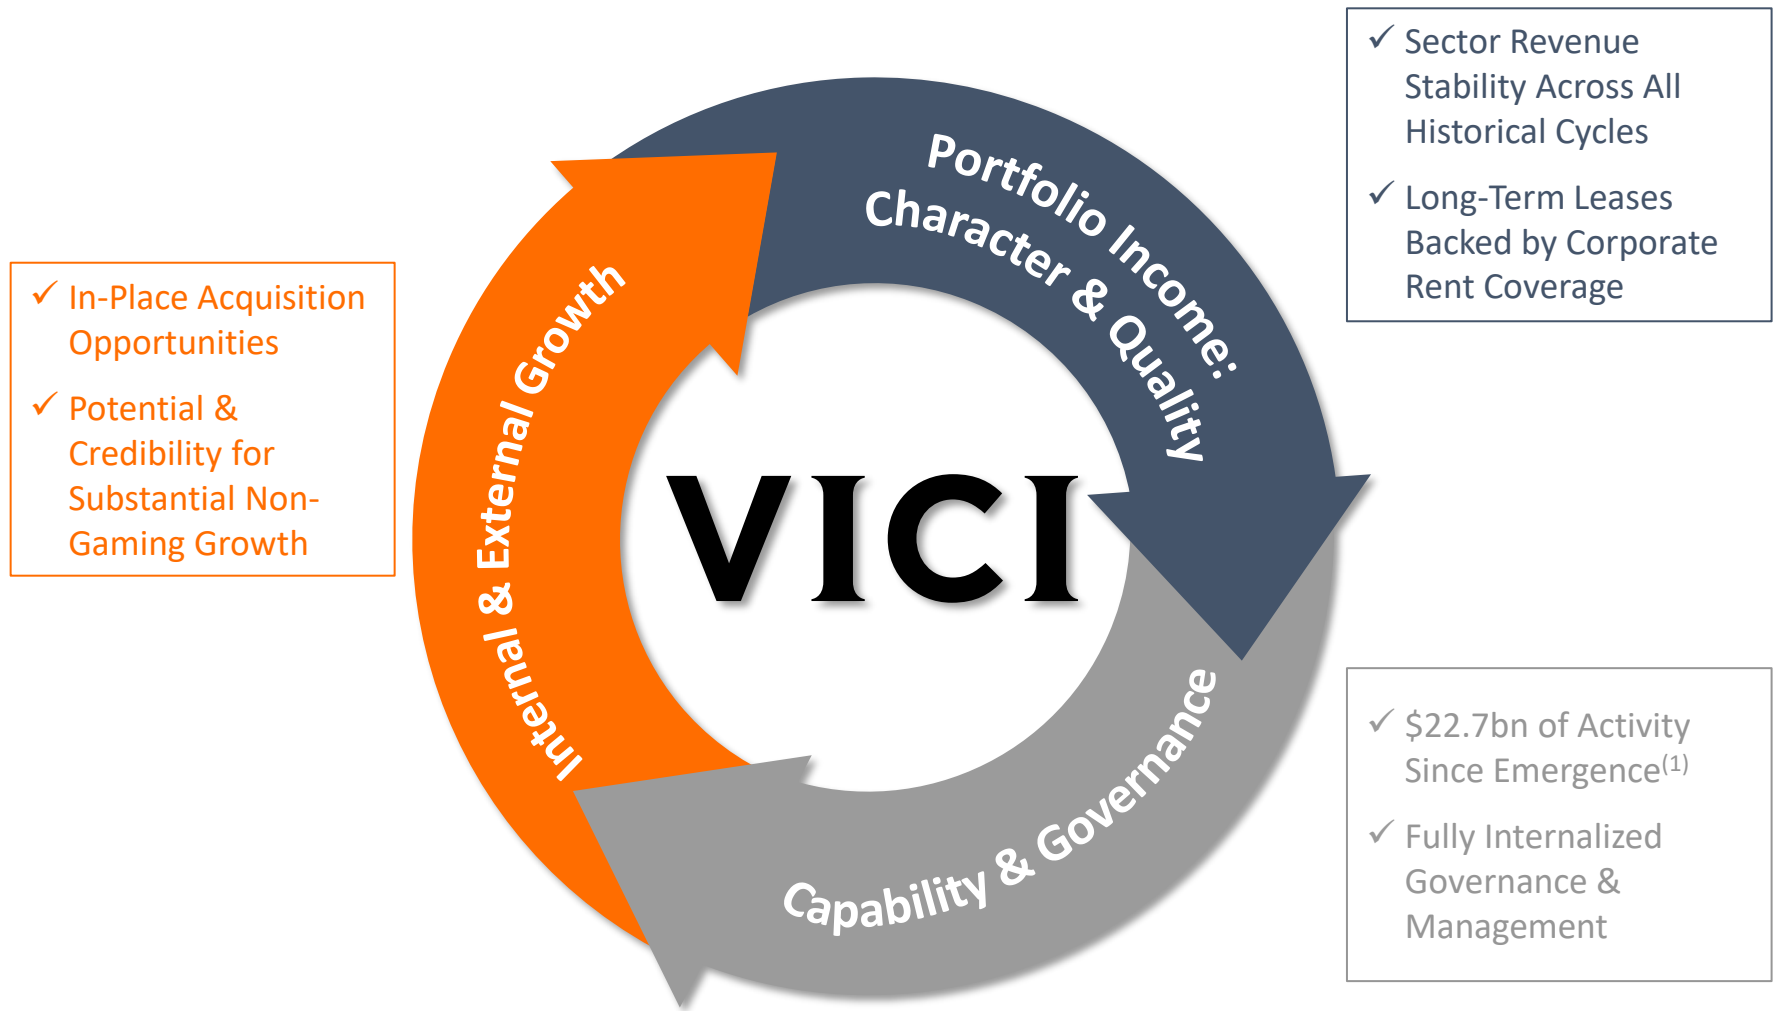 ✓ Sector Revenue
Stability Across All
Historical Cycles
✓ Long-Term Leases
Backed by Corporate
Rent Coverage
Portfolio Income:
Character & Quality
✓ In-Place Acquisition
Opportunities
✓ Potential &
Credibility for
Substantial Non-
Gaming Growth
Internal & External Growth
VICI
Capability & Governance
✓ $22.7bn of Activity
Since Emergence(1)
✓ Fully Internalized
Governance &
Management